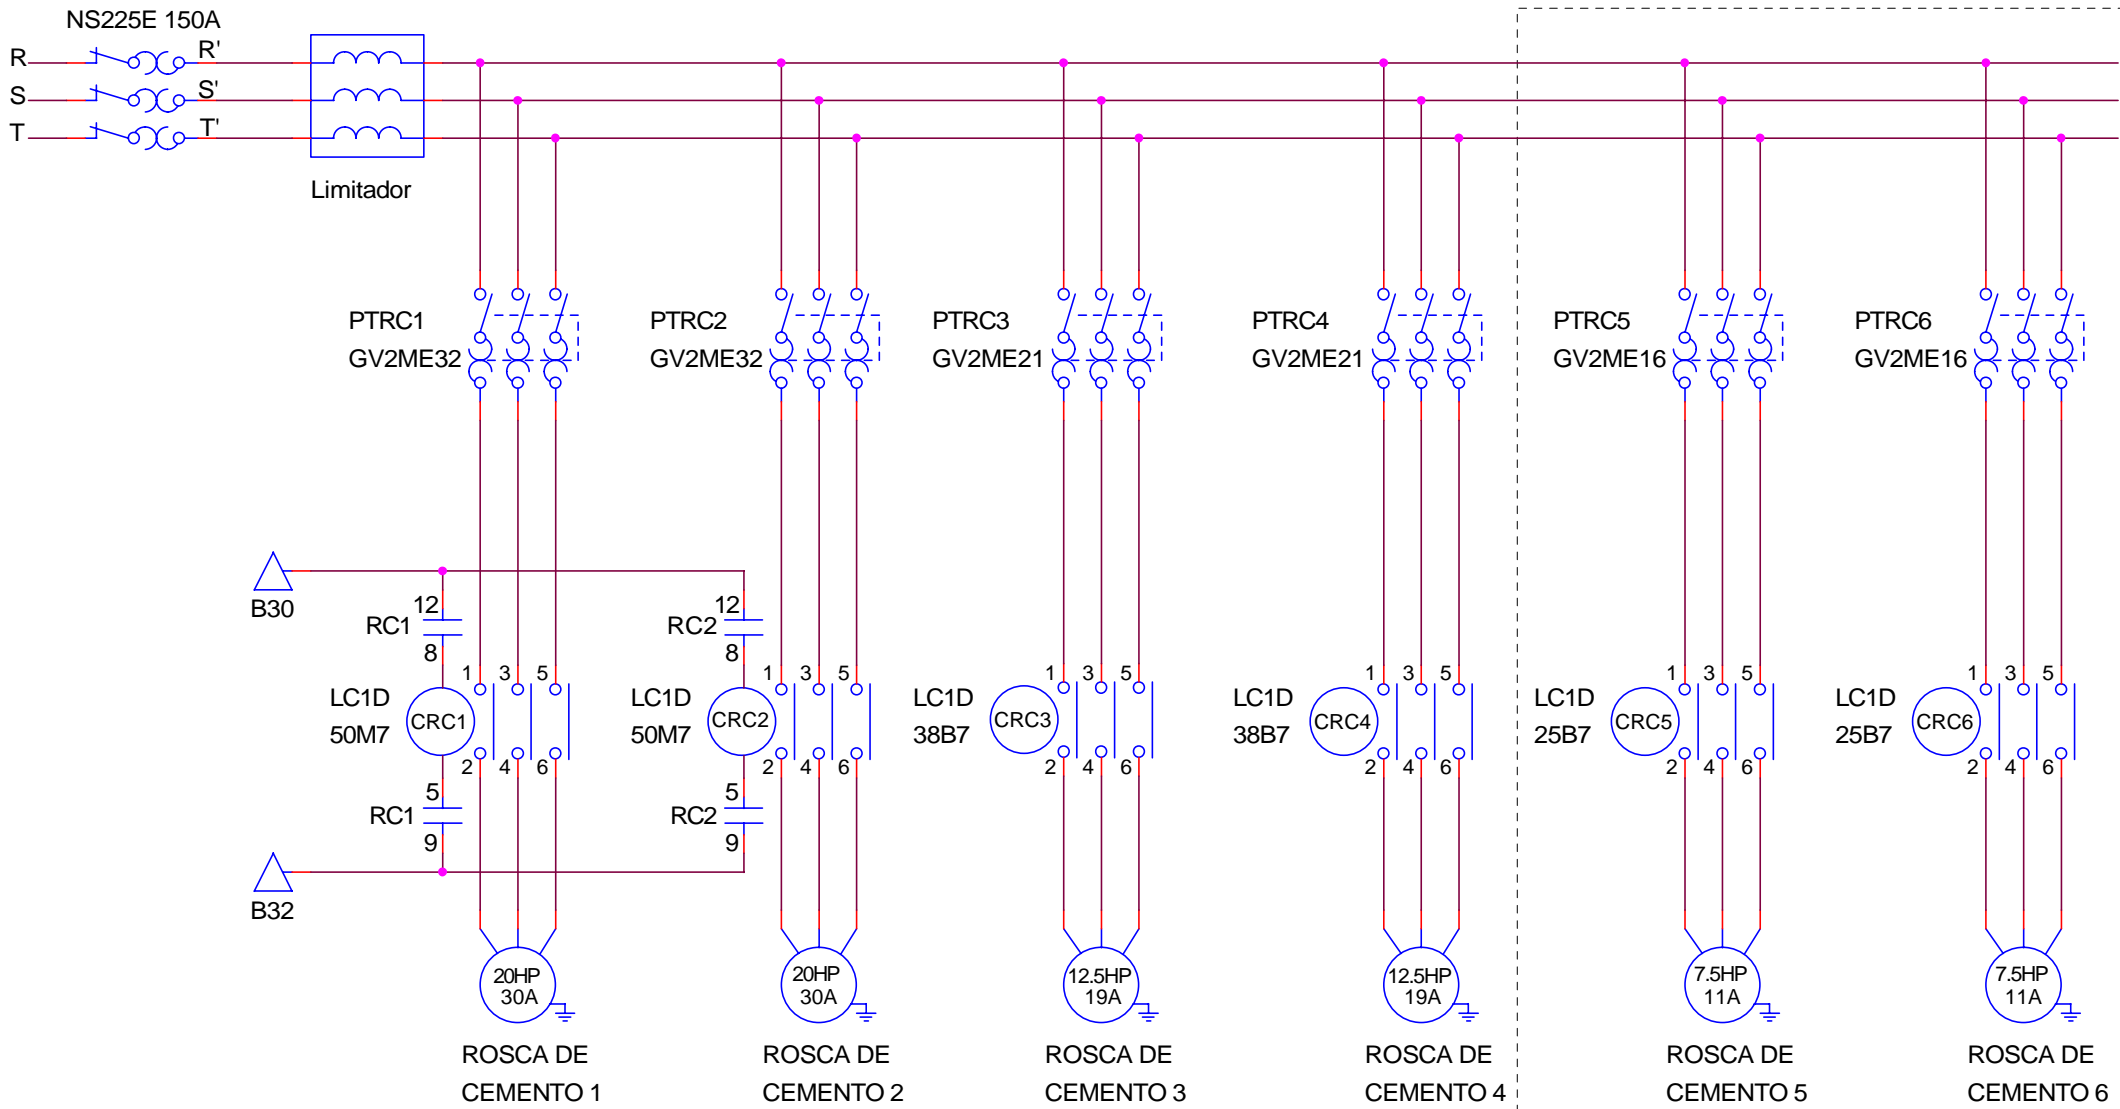 NS225E 150A
R R'
S S'
T T'
Limitador
PTRC1 PTRC2 PTRC3 PTRC4 PTRC5 PTRC6
GV2ME32 GV2ME32 GV2ME21 GV2ME21 GV2ME16 GV2ME16
B30
12 12
RC1 RC2
8 8
1 3 5 1 3 5 1 3 5 1 3 5 1 3 5 1 3 5
LC1D LC1D LC1D LC1D LC1D LC1D
CRC1 CRC2 CRC3 CRC4 CRC5 CRC6
50M7 50M7 38B7 38B7 25B7 25B7
2 4 6 2 4 6 2 4 6 2 4 6 2 4 6 2 4 6
5 5
RC1 RC2
9 9
B32
20HP 20HP 12.5HP 12.5HP 7.5HP 7.5HP
30A 30A 19A 19A 11A 11A
ROSCA DE ROSCA DE ROSCA DE ROSCA DE ROSCA DE ROSCA DE
CEMENTO 1 CEMENTO 2 CEMENTO 3 CEMENTO 4 CEMENTO 5 CEMENTO 6